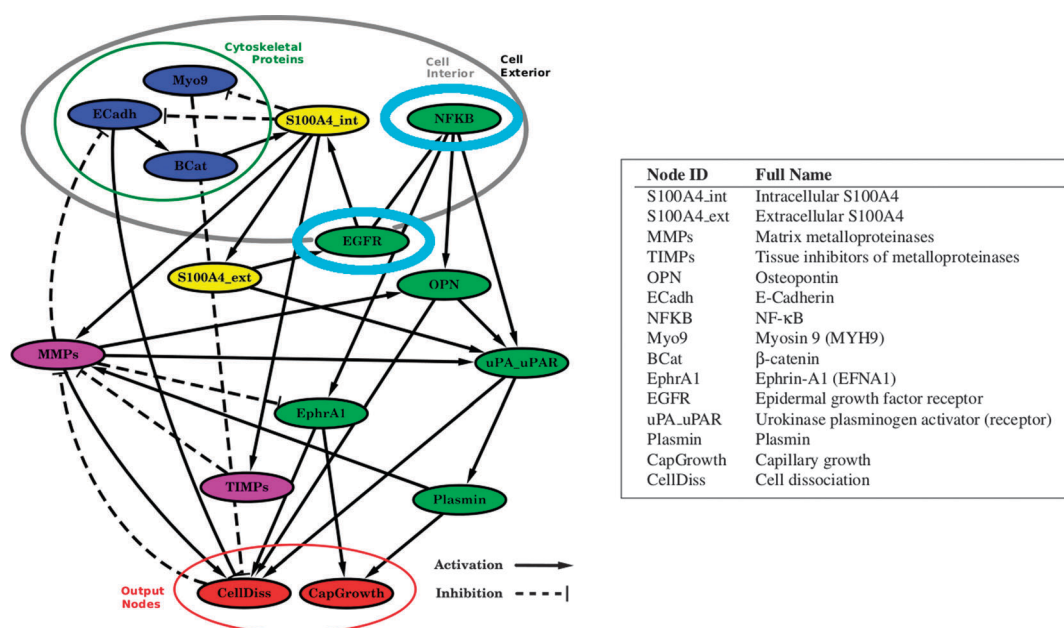 Cytoskeletal
Proteins
Cell
Interior
Cell
Exterior
Myo9
ECadh
S100A4_int
NFKB
BCat
EGFR
S100A4_ext
OPN
MMPs
uPA_uPAR
EphrA1
TIMPs
Plasmin
Activation
Output
Nodes
CellDiss
CapGrowth
Inhibition
Node ID Full Name
S100A4_int Intracellular S100A4
S100A4_ext Extracellular S100A4
MMPs Matrix metalloproteinases
TIMPs Tissue inhibitors of metalloproteinases
OPN Osteopontin
ECadh E-Cadherin
NFKB NF-κB
Myo9 Myosin 9 (MYH9)
BCat β-catenin
EphrA1 Ephrin-A1 (EFNA1)
EGFR Epidermal growth factor receptor
uPA_uPAR Urokinase plasminogen activator (receptor)
Plasmin Plasmin
CapGrowth Capillary growth
CellDiss Cell dissociation